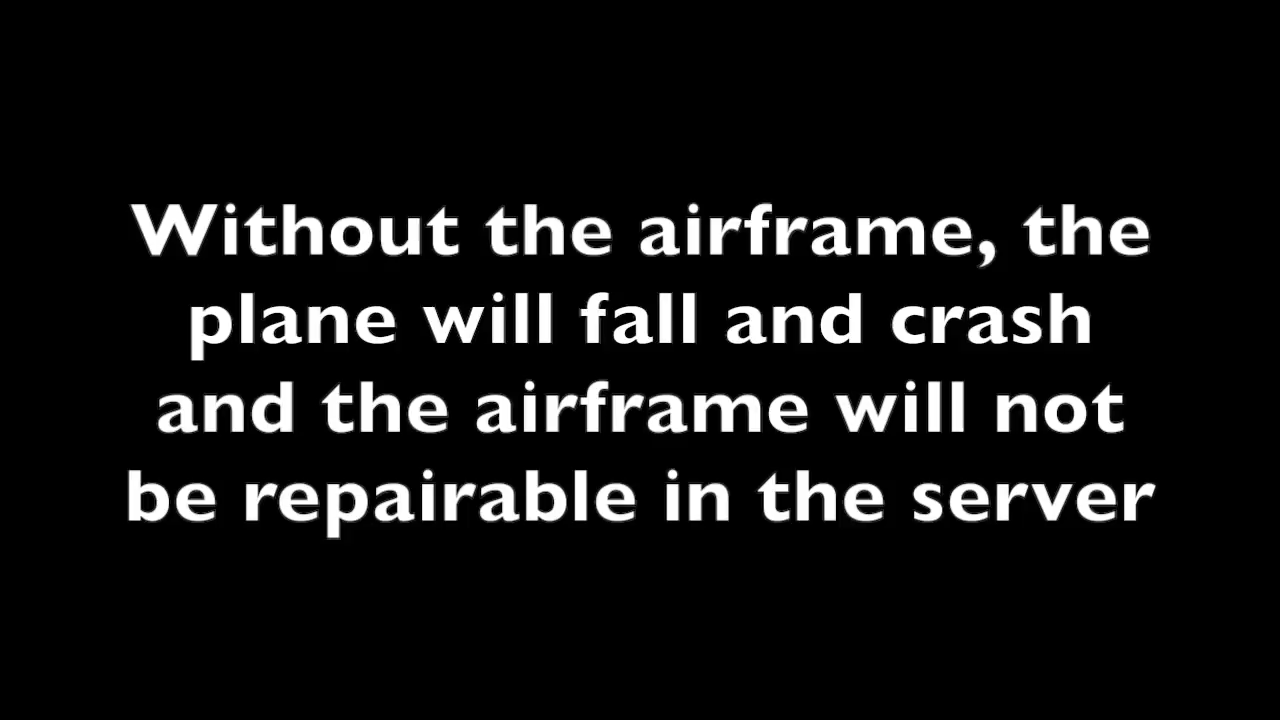 Without the airframe, the
plane will fall and crash
and the airframe will not
be repairable in the server